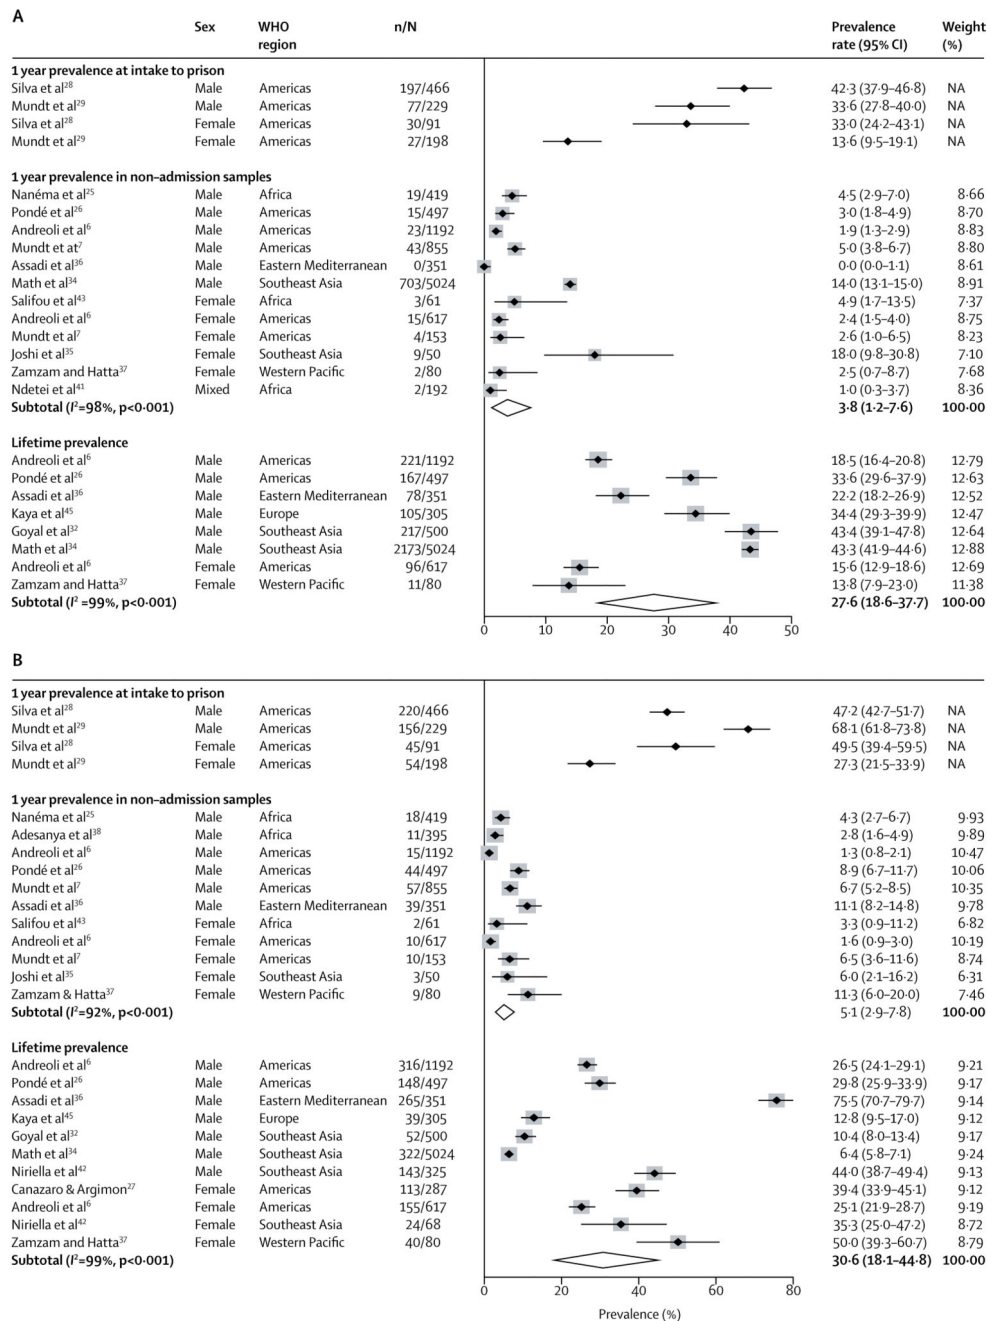 A
Sex WHO region n/N Prevalence rate (95% CI) Weight (%)
1 year prevalence at intake to prison
Silva et al28 Male Americas 197/466 42·3 (37·9–46·8) NA
Mundt et al29 Male Americas 77/229 33·6 (27·8–40·0) NA
Silva et al28 Female Americas 30/91 33·0 (24·2–43·1) NA
Mundt et al29 Female Americas 27/198 13·6 (9·5–19·1) NA
1 year prevalence in non–admission samples
Nanéma et al25 Male Africa 19/419 4·5 (2·9–7·0) 8·66
Pondé et al26 Male Americas 15/497 3·0 (1·8–4·9) 8·70
Andreoli et al6 Male Americas 23/1192 1·9 (1·3–2·9) 8·83
Mundt et at7 Male Americas 43/855 5·0 (3·8–6·7) 8·80
Assadi et al36 Male Eastern Mediterranean 0/351 0·0 (0·0–1·1) 8·61
Math et al34 Male Southeast Asia 703/5024 14·0 (13·1–15·0) 8·91
Salifou et al43 Female Africa 3/61 4·9 (1·7–13·5) 7·37
Andreoli et al6 Female Americas 15/617 2·4 (1·5–4·0) 8·75
Mundt et al7 Female Americas 4/153 2·6 (1·0–6·5) 8·23
Joshi et al35 Female Southeast Asia 9/50 18·0 (9·8–30·8) 7·10
Zamzam and Hatta37 Female Western Pacific 2/80 2·5 (0·7–8·7) 7·68
Ndetei et al41 Mixed Africa 2/192 1·0 (0·3–3·7) 8·36
Subtotal (I2=98%, p<0·001) 3·8 (1·2–7·6) 100·00
Lifetime prevalence
Andreoli et al6 Male Americas 221/1192 18·5 (16·4–20·8) 12·79
Pondé et al26 Male Americas 167/497 33·6 (29·6–37·9) 12·63
Assadi et al36 Male Eastern Mediterranean 78/351 22·2 (18·2–26·9) 12·52
Kaya et al45 Male Europe 105/305 34·4 (29·3–39·9) 12·47
Goyal et al32 Male Southeast Asia 217/500 43·4 (39·1–47·8) 12·64
Math et al34 Male Southeast Asia 2173/5024 43·3 (41·9–44·6) 12·88
Andreoli et al6 Female Americas 96/617 15·6 (12·9–18·6) 12·69
Zamzam and Hatta37 Female Western Pacific 11/80 13·8 (7·9–23·0) 11·38
Subtotal (I2 =99%, p<0·001) 27·6 (18·6–37·7) 100·00
0 10 20 30 40 50
B
1 year prevalence at intake to prison
Silva et al28 Male Americas 220/466 47·2 (42·7–51·7) NA
Mundt et al29 Male Americas 156/229 68·1 (61·8–73·8) NA
Silva et al28 Female Americas 45/91 49·5 (39·4–59·5) NA
Mundt et al29 Female Americas 54/198 27·3 (21·5–33·9) NA
1 year prevalence in non–admission samples
Nanéma et al25 Male Africa 18/419 4·3 (2·7–6·7) 9·93
Adesanya et al38 Male Africa 11/395 2·8 (1·6–4·9) 9·89
Andreoli et al6 Male Americas 15/1192 1·3 (0·8–2·1) 10·47
Pondé et al26 Male Americas 44/497 8·9 (6·7–11·7) 10·06
Mundt et al7 Male Americas 57/855 6·7 (5·2–8·5) 10·35
Assadi et al36 Male Eastern Mediterranean 39/351 11·1 (8·2–14·8) 9·78
Salifou et al43 Female Africa 2/61 3·3 (0·9–11·2) 6·82
Andreoli et al6 Female Americas 10/617 1·6 (0·9–3·0) 10·19
Mundt et al7 Female Americas 10/153 6·5 (3·6–11·6) 8·74
Joshi et al35 Female Southeast Asia 3/50 6·0 (2·1–16·2) 6·31
Zamzam & Hatta37 Female Western Pacific 9/80 11·3 (6·0–20·0) 7·46
Subtotal (I2=92%, p<0·001) 5·1 (2·9–7·8) 100·00
Lifetime prevalence
Andreoli et al6 Male Americas 316/1192 26·5 (24·1–29·1) 9·21
Pondé et al26 Male Americas 148/497 29·8 (25·9–33·9) 9·17
Assadi et al36 Male Eastern Mediterranean 265/351 75·5 (70·7–79·7) 9·14
Kaya et al45 Male Europe 39/305 12·8 (9·5–17·0) 9·12
Goyal et al32 Male Southeast Asia 52/500 10·4 (8·0–13·4) 9·17
Math et al34 Male Southeast Asia 322/5024 6·4 (5·8–7·1) 9·24
Niriella et al42 Male Southeast Asia 143/325 44·0 (38·7–49·4) 9·13
Canazaro & Argimon27 Female Americas 113/287 39·4 (33·9–45·1) 9·12
Andreoli et al6 Female Americas 155/617 25·1 (21·9–28·7) 9·19
Niriella et al42 Female Southeast Asia 24/68 35·3 (25·0–47·2) 8·72
Zamzam and Hatta37 Female Western Pacific 40/80 50·0 (39·3–60·7) 8·79
Subtotal (I2=99%, p<0·001) 30·6 (18·1–44·8) 100·00
0 20 40 60 80
Prevalence (%)